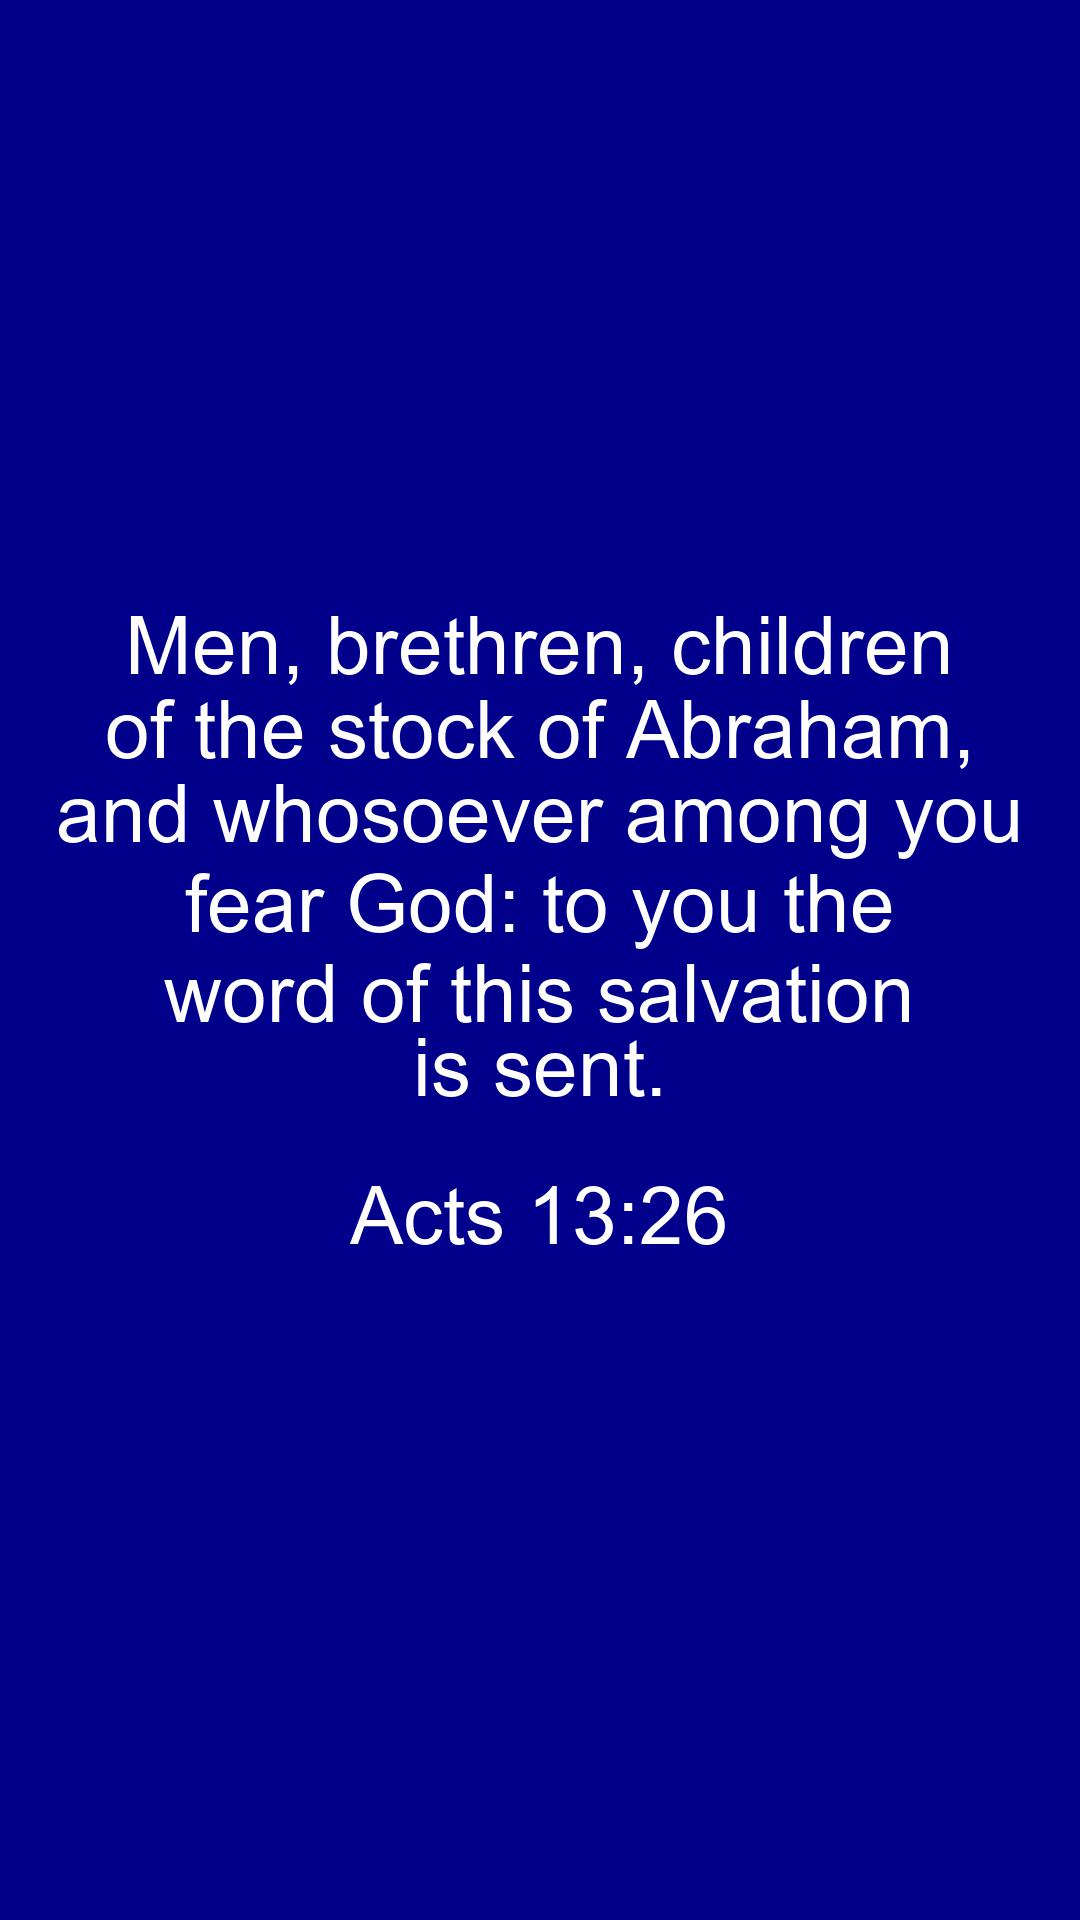 Men, brethren, children
of the stock of Abraham,
and whosoever among you
fear God: to you the
word of this salvation
is sent.
Acts 13:26